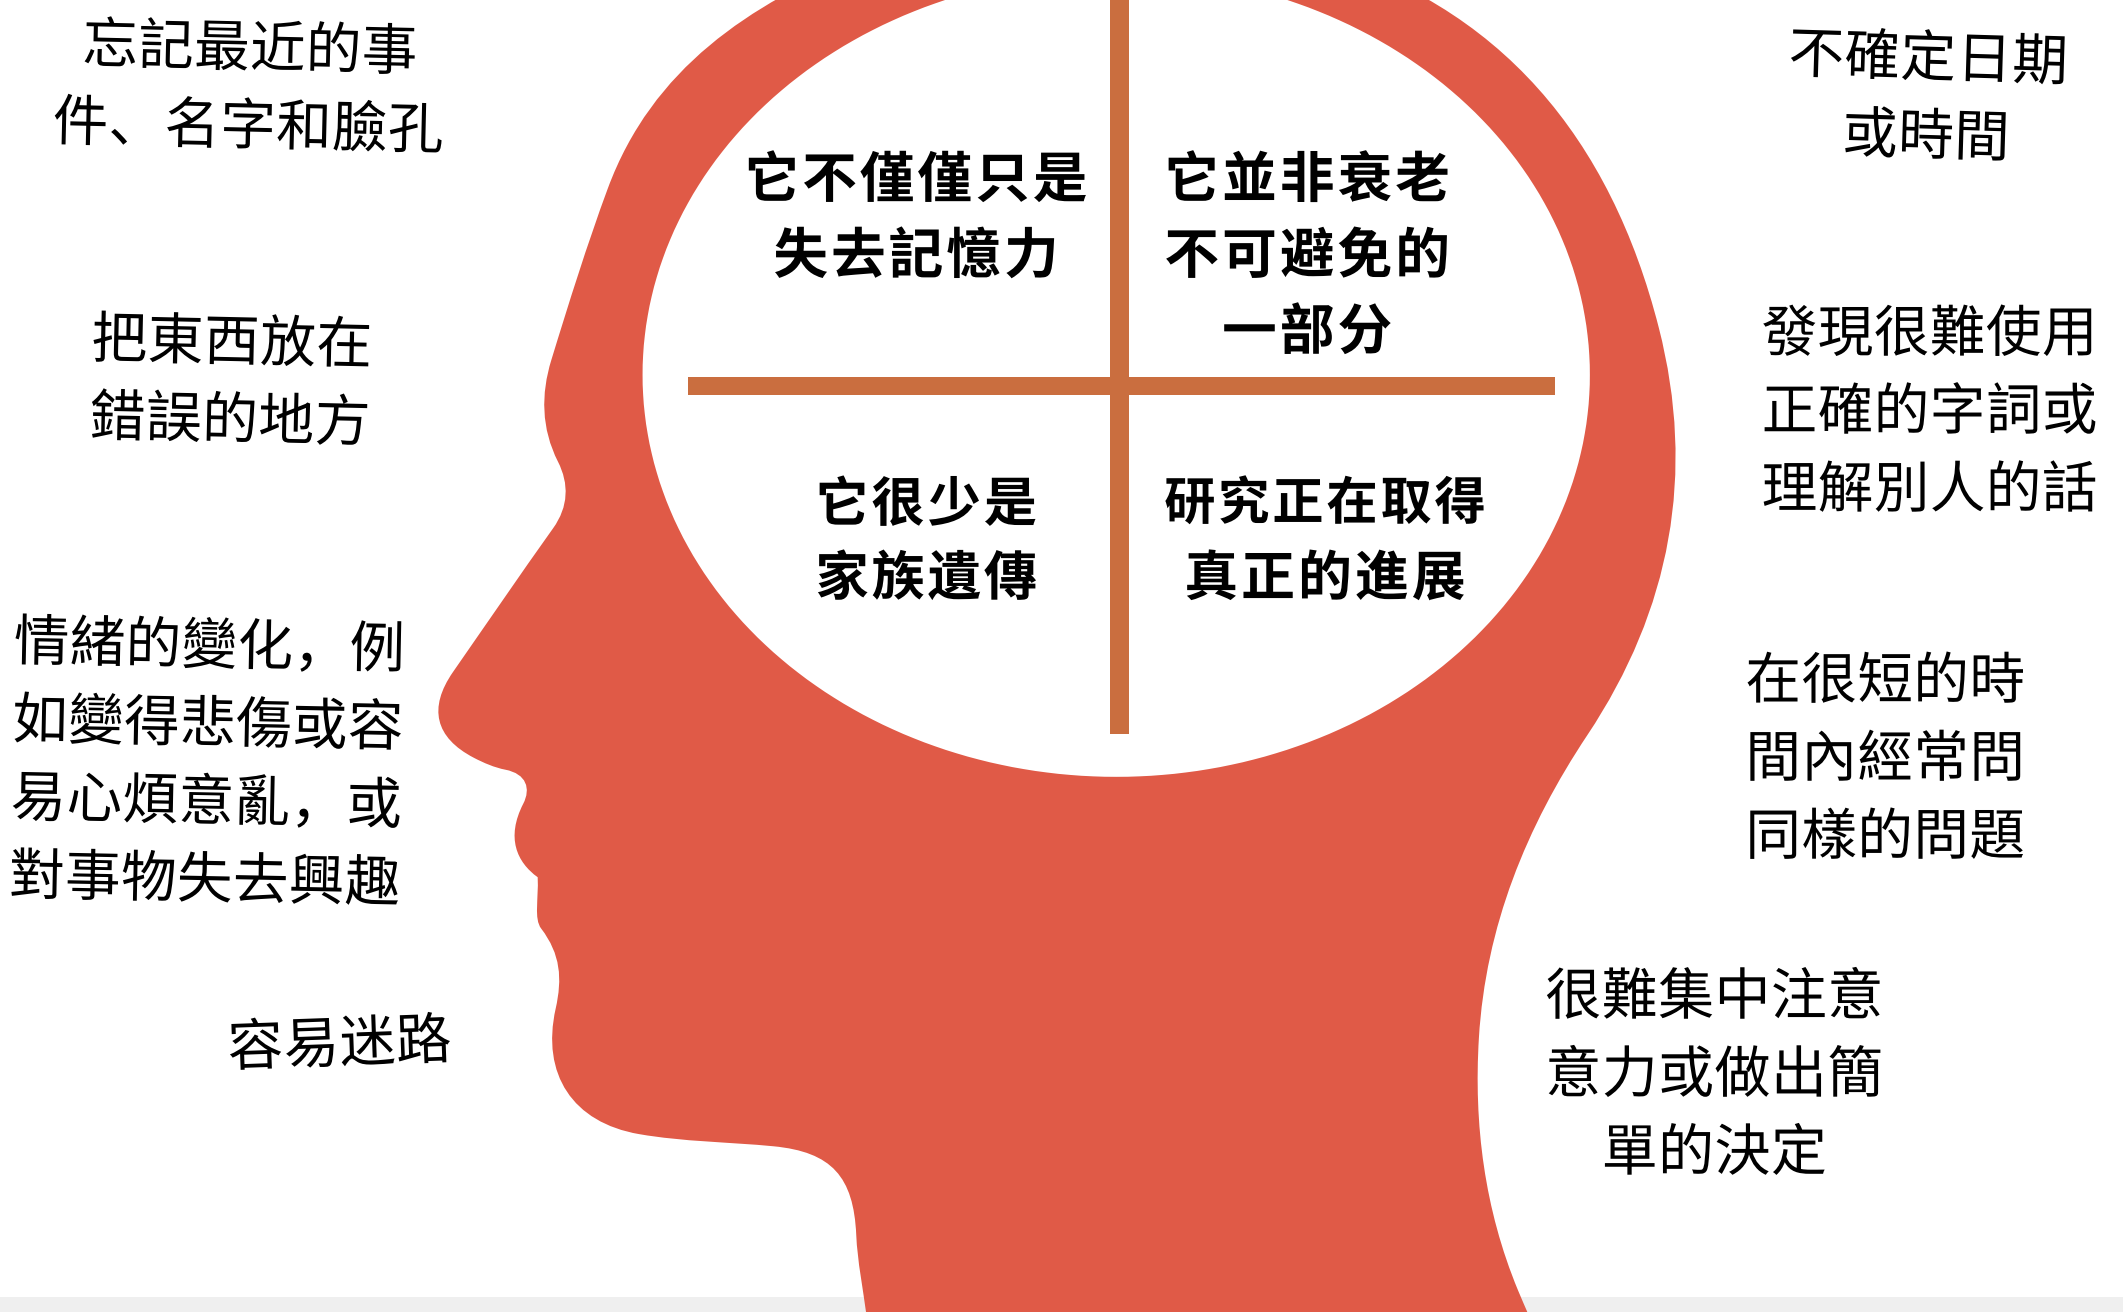 忘記最近的事
件、名字和臉孔
把東西放在
錯誤的地方
情緒的變化，例
如變得悲傷或容
易心煩意亂，或
對事物失去興趣
容易迷路
它不僅僅只是
失去記憶力
它並非衰老
不可避免的
一部分
它很少是
家族遺傳
研究正在取得
真正的進展
不確定日期
或時間
發現很難使用
正確的字詞或
理解別人的話
在很短的時
間內經常問
同樣的問題
很難集中注意
意力或做出簡
單的決定